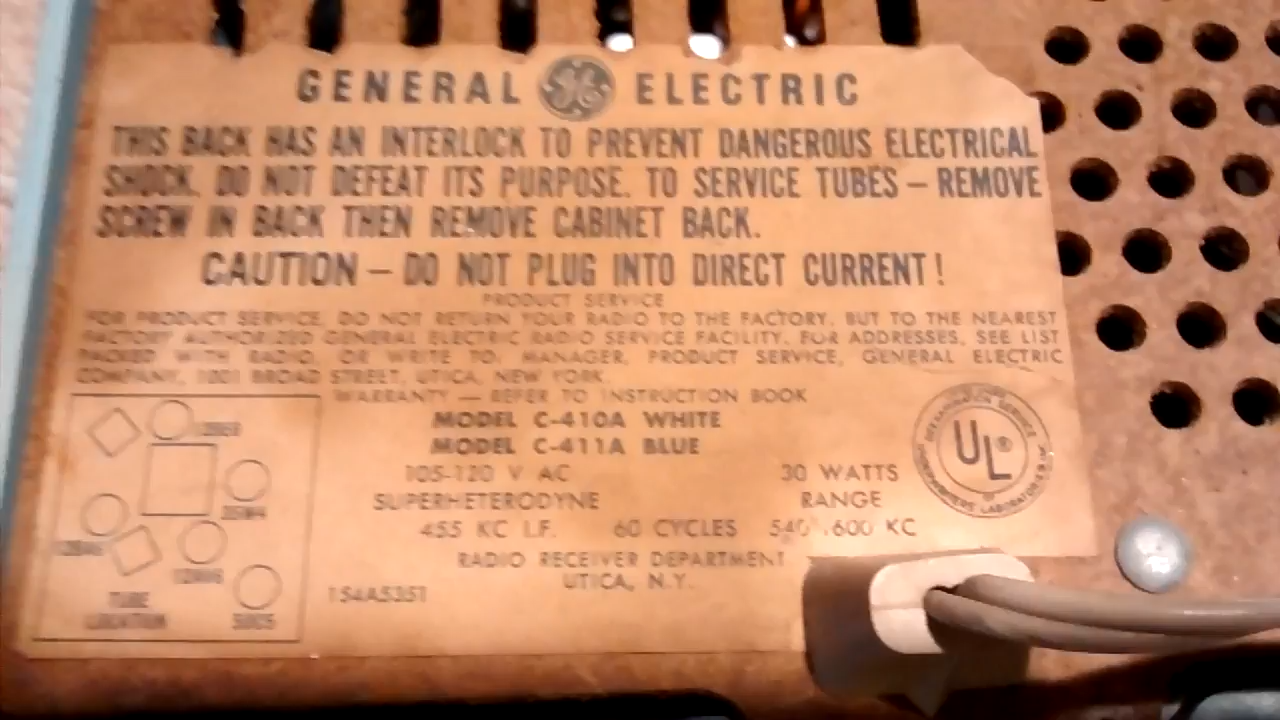 GENERAL GE ELECTRIC
THIS BACK HAS AN INTERLOCK TO PREVENT DANGEROUS ELECTRICAL
SHOCK. DO NOT DEFEAT ITS PURPOSE. TO SERVICE TUBES – REMOVE
SCREW IN BACK THEN REMOVE CABINET BACK.
CAUTION – DO NOT PLUG INTO DIRECT CURRENT!
PRODUCT SERVICE
FOR PRODUCT SERVICE, DO NOT RETURN YOUR RADIO TO THE FACTORY, BUT TO THE NEAREST
FACTORY AUTHORIZED GENERAL ELECTRIC RADIO SERVICE FACILITY. FOR ADDRESSES, SEE LIST
PACKED WITH RADIO, OR WRITE TO: MANAGER, PRODUCT SERVICE, GENERAL ELECTRIC
COMPANY, 1001 BROAD STREET, UTICA, NEW YORK.
WARRANTY — REFER TO INSTRUCTION BOOK
MODEL C-410A WHITE
MODEL C-411A BLUE
105-120 V AC 30 WATTS
SUPERHETERODYNE RANGE
455 KC I.F. 60 CYCLES 540 1600 KC
RADIO RECEIVER DEPARTMENT
UTICA, N.Y.
154A5351
UL®
TUBE
LOCATION
35W4
50C5